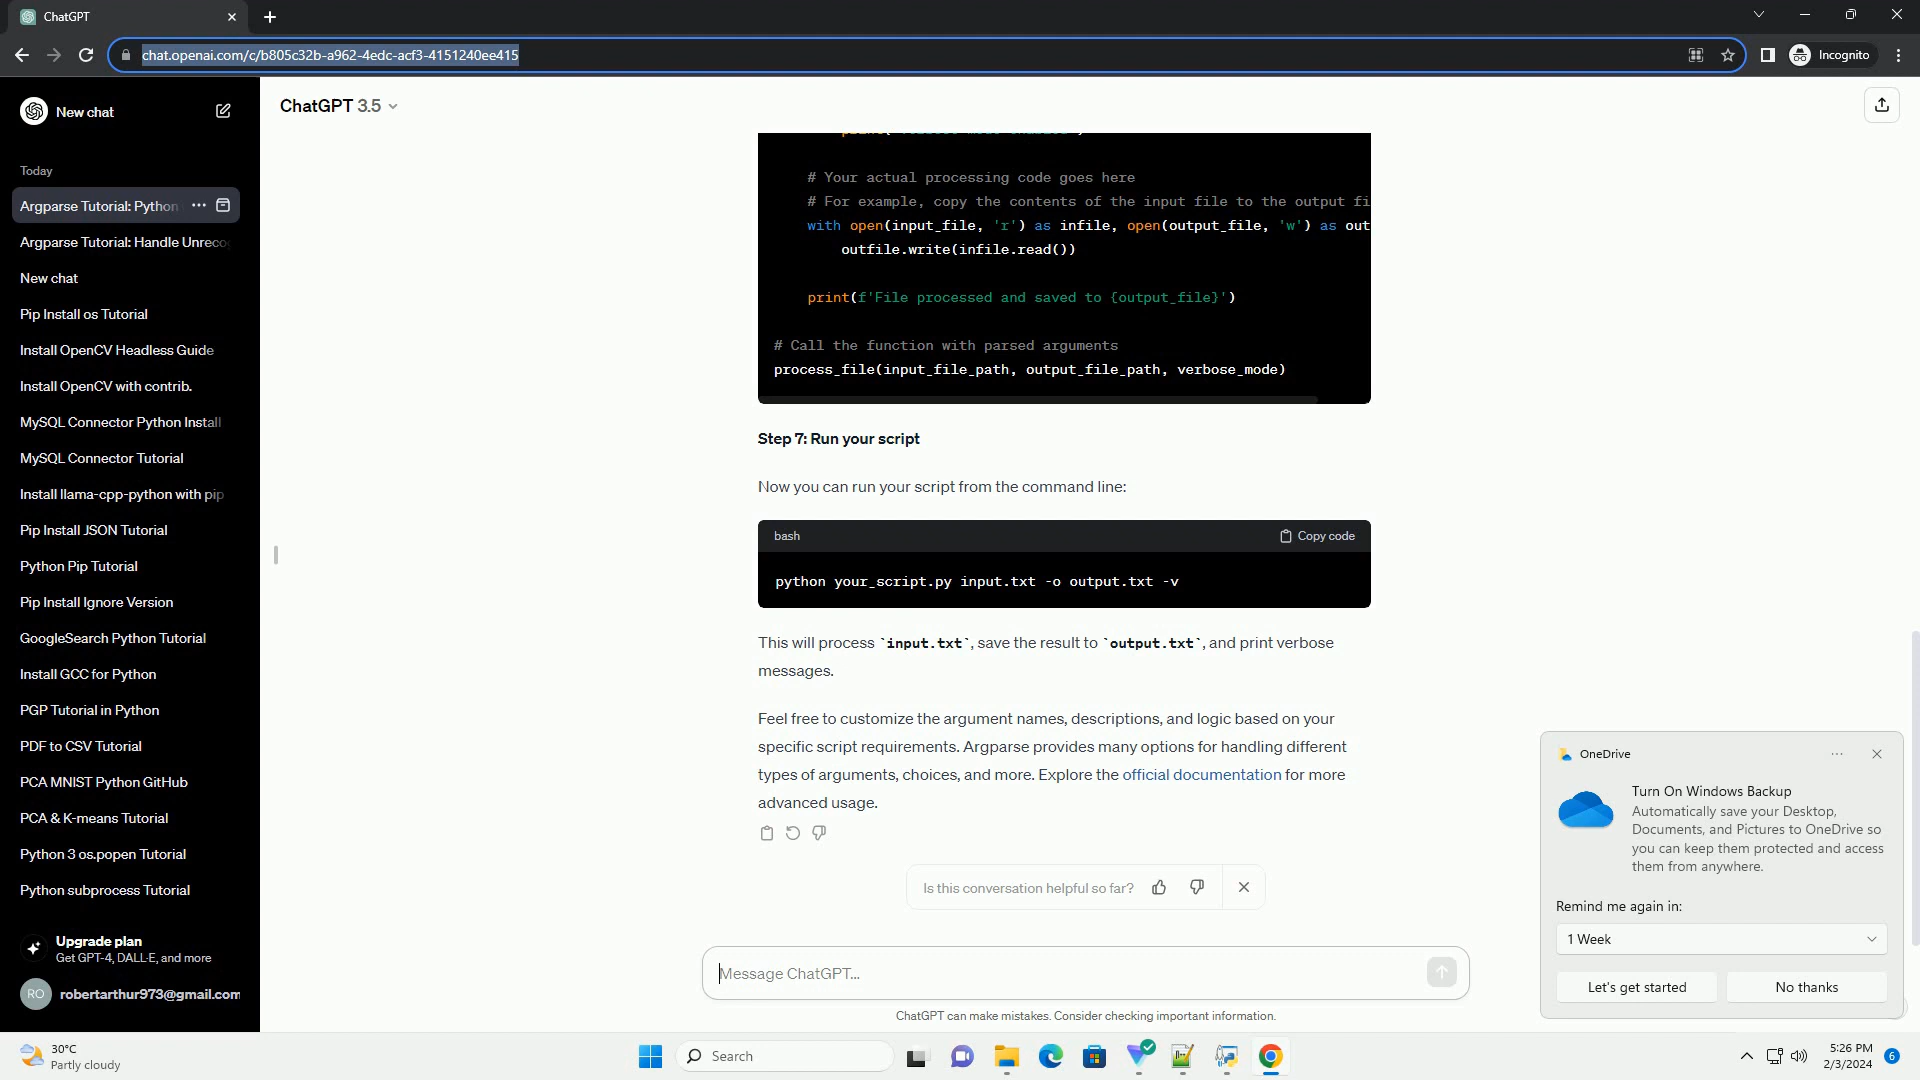 ChatGPT
chat.openai.com/c/b805c32b-a962-4edc-acf3-4151240ee415
Incognito
New chat
ChatGPT 3.5
Today
Argparse Tutorial: Python
Argparse Tutorial: Handle Unreco
New chat
Pip Install os Tutorial
Install OpenCV Headless Guide
Install OpenCV with contrib.
MySQL Connector Python Install
MySQL Connector Tutorial
Install llama-cpp-python with pip
Pip Install JSON Tutorial
Python Pip Tutorial
Pip Install Ignore Version
GoogleSearch Python Tutorial
Install GCC for Python
PGP Tutorial in Python
PDF to CSV Tutorial
PCA MNIST Python GitHub
PCA & K-means Tutorial
Python 3 os.popen Tutorial
Python subprocess Tutorial
Upgrade plan
Get GPT-4, DALL·E, and more
RO
robertarthur973@gmail.com
# Your actual processing code goes here
# For example, copy the contents of the input file to the output fi
with open(input_file, 'r') as infile, open(output_file, 'w') as out
outfile.write(infile.read())
print(f'File processed and saved to {output_file}')
# Call the function with parsed arguments
process_file(input_file_path, output_file_path, verbose_mode)
Step 7: Run your script
Now you can run your script from the command line:
bash
Copy code
python your_script.py input.txt -o output.txt -v
This will process `input.txt`, save the result to `output.txt`, and print verbose
messages.
Feel free to customize the argument names, descriptions, and logic based on your
specific script requirements. Argparse provides many options for handling different
types of arguments, choices, and more. Explore the official documentation for more
advanced usage.
Is this conversation helpful so far?
Message ChatGPT...
ChatGPT can make mistakes. Consider checking important information.
OneDrive
Turn On Windows Backup
Automatically save your Desktop,
Documents, and Pictures to OneDrive so
you can keep them protected and access
them from anywhere.
Remind me again in:
1 Week
Let's get started
No thanks
30°C
Partly cloudy
Search
5:26 PM
2/3/2024
6